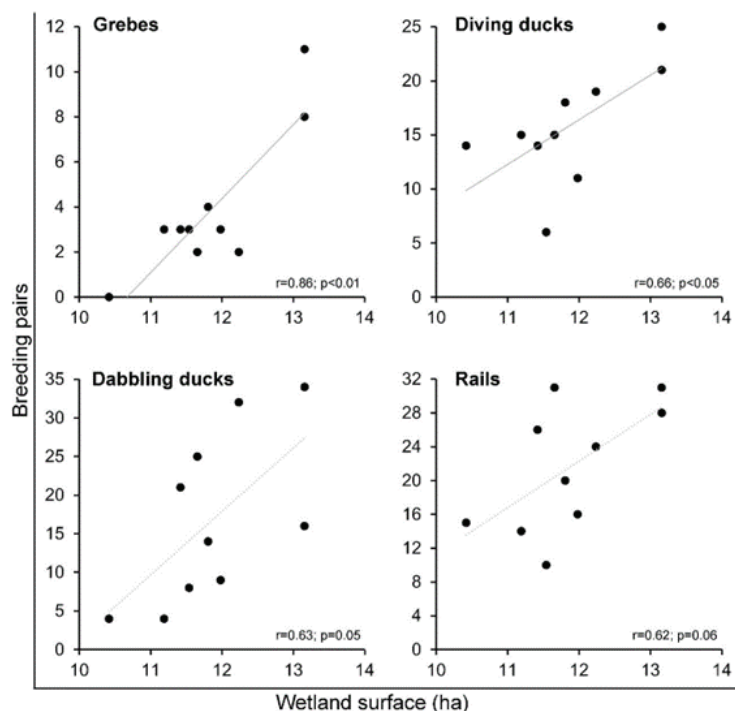 Grebes
12
10
8
6
4
2
0
10 11 12 13 14
r=0.86; p<0.01
Diving ducks
25
20
15
10
5
0
10 11 12 13 14
r=0.66; p<0.05
Dabbling ducks
35
30
25
20
15
10
5
0
10 11 12 13 14
r=0.63; p=0.05
Rails
32
28
24
20
16
12
8
4
0
10 11 12 13 14
r=0.62; p=0.06
Breeding pairs
Wetland surface (ha)